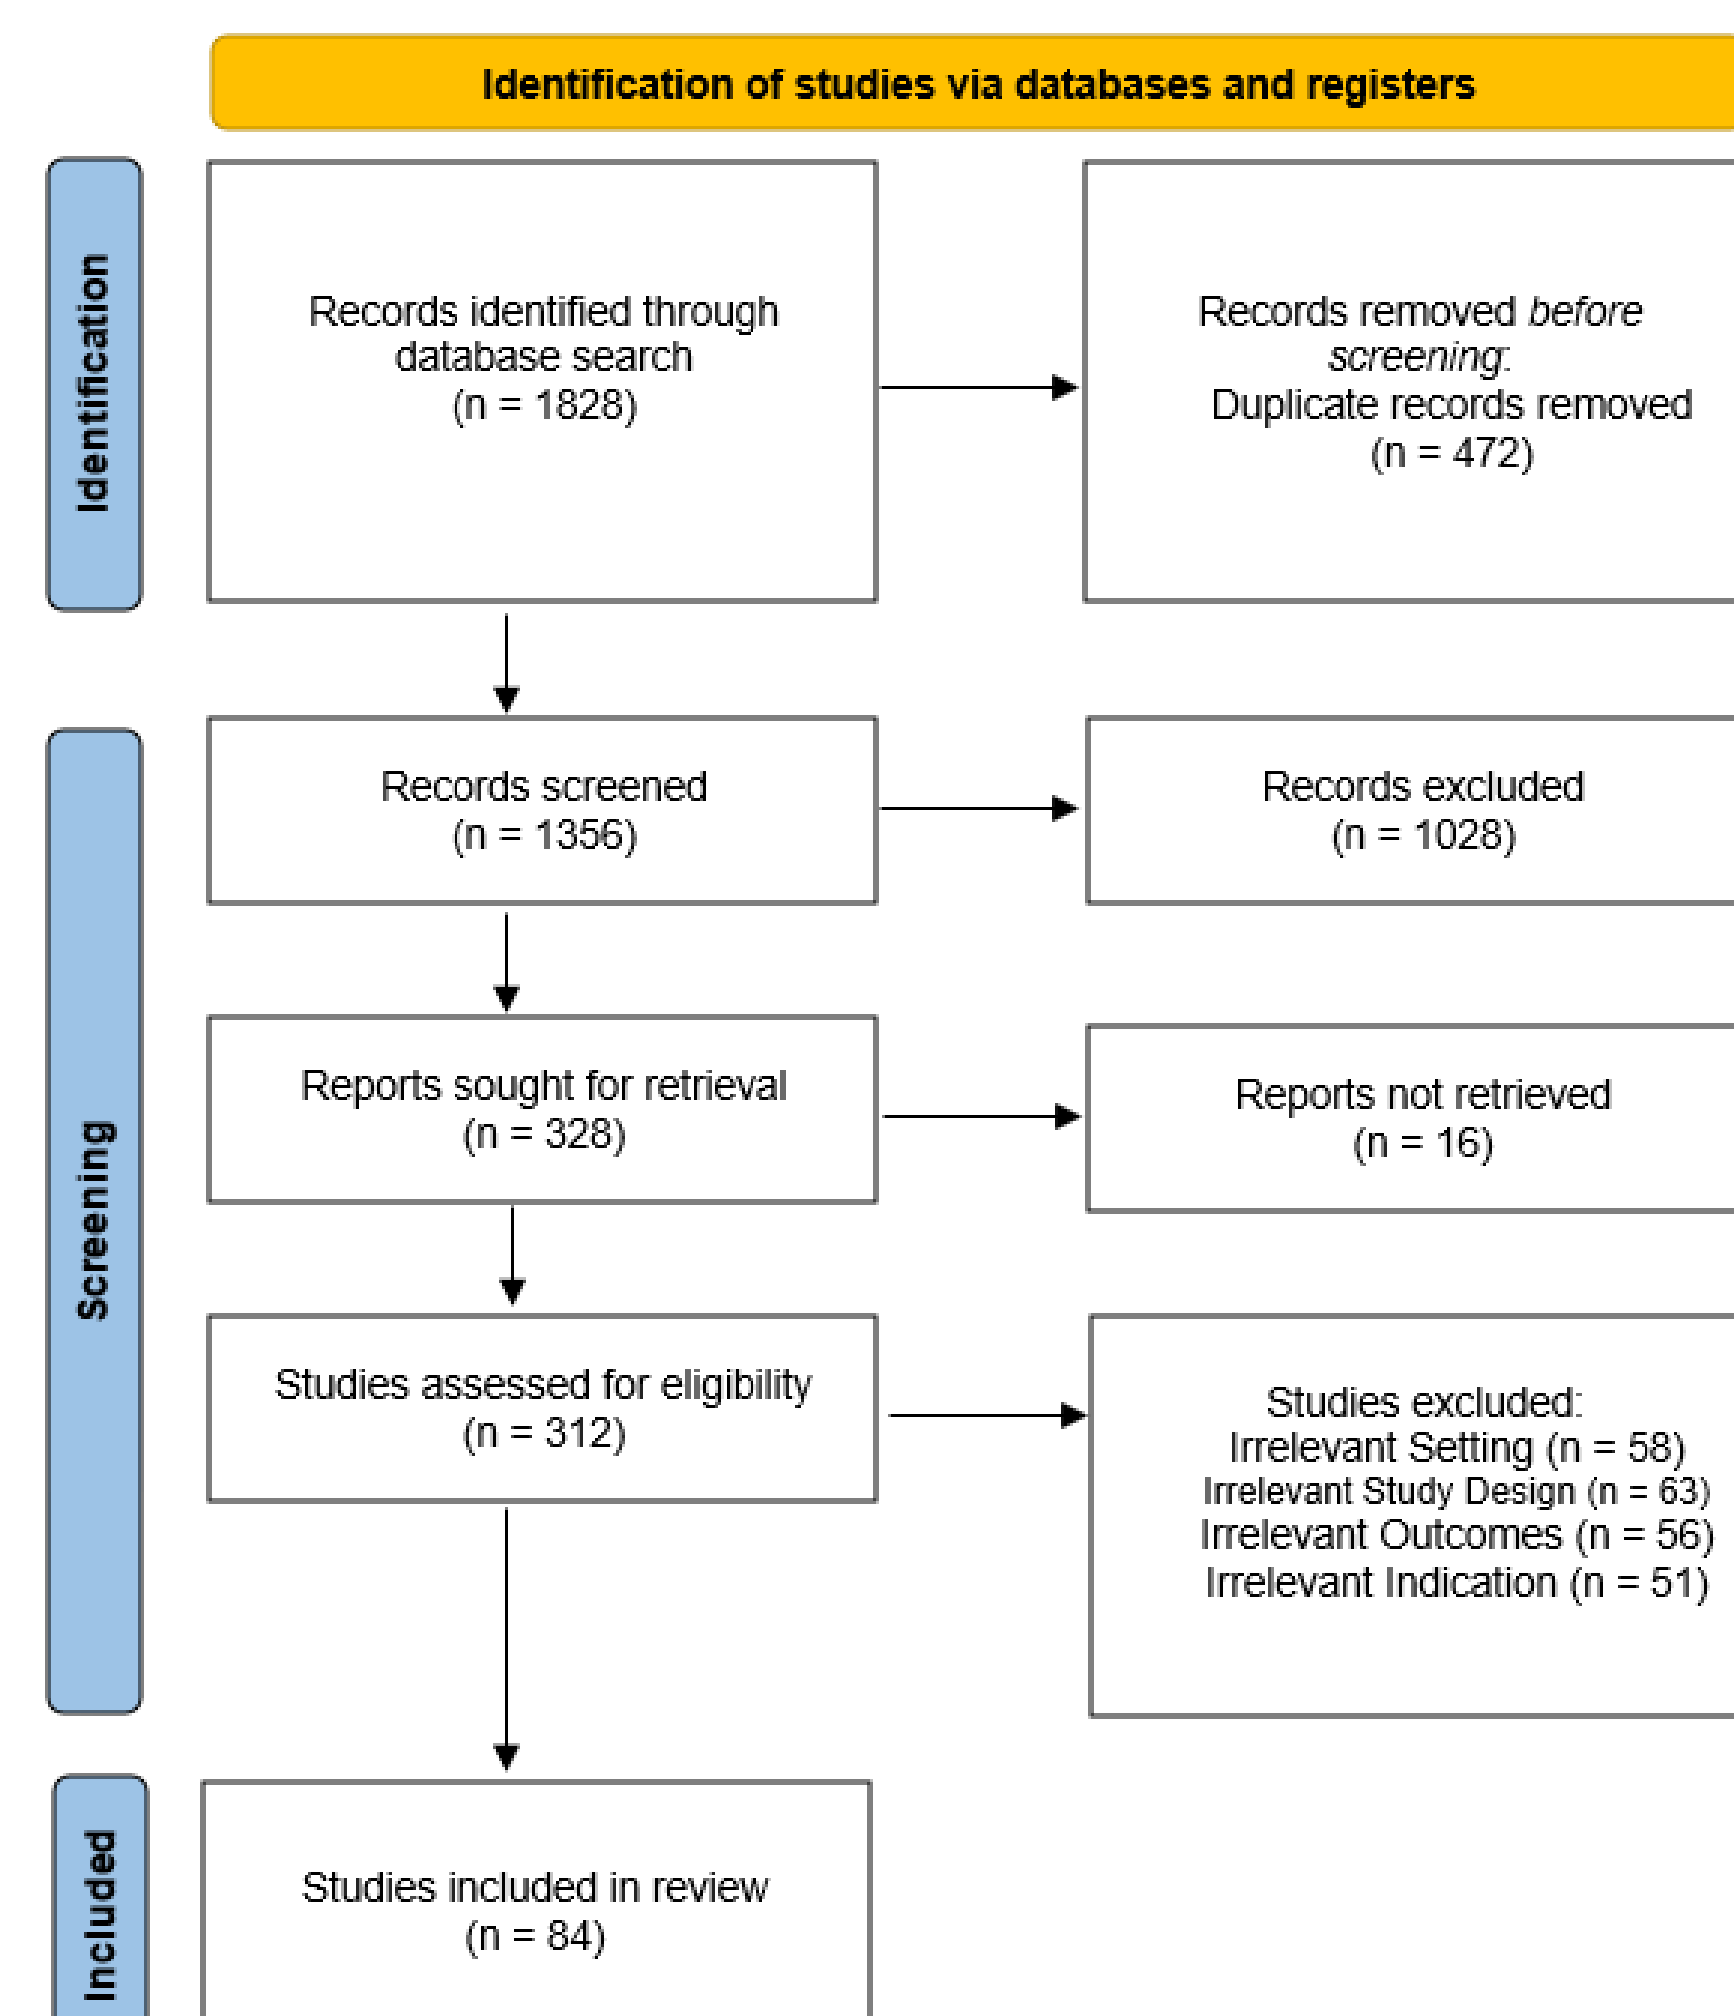 Identification of studies via databases and registers
Identification
Records identified through
database search
(n = 1828)
Records removed before
screening:
Duplicate records removed
(n = 472)
Screening
Records screened
(n = 1356)
Records excluded
(n = 1028)
Reports sought for retrieval
(n = 328)
Reports not retrieved
(n = 16)
Studies assessed for eligibility
(n = 312)
Studies excluded:
Irrelevant Setting (n = 58)
Irrelevant Study Design (n = 63)
Irrelevant Outcomes (n = 56)
Irrelevant Indication (n = 51)
Included
Studies included in review
(n = 84)